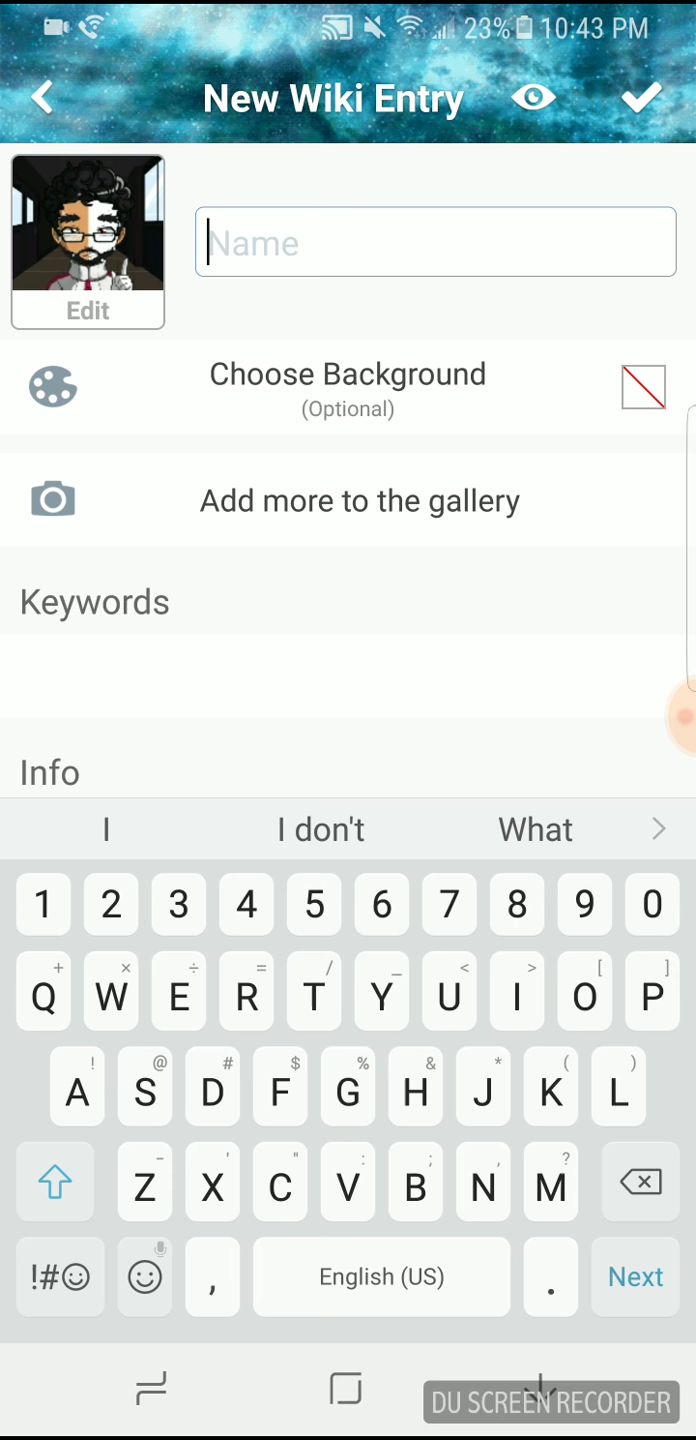 23% 10:43 PM
New Wiki Entry
Name
Edit
Choose Background
(Optional)
Add more to the gallery
Keywords
Info
I I don't What
1 2 3 4 5 6 7 8 9 0
+ × ÷ = / _ < > [ ]
Q W E R T Y U I O P
! @ # $ % & * ( )
A S D F G H J K L
- ' " : ; , ?
Z X C V B N M
!#☺ , English (US) . Next
DU SCREEN RECORDER